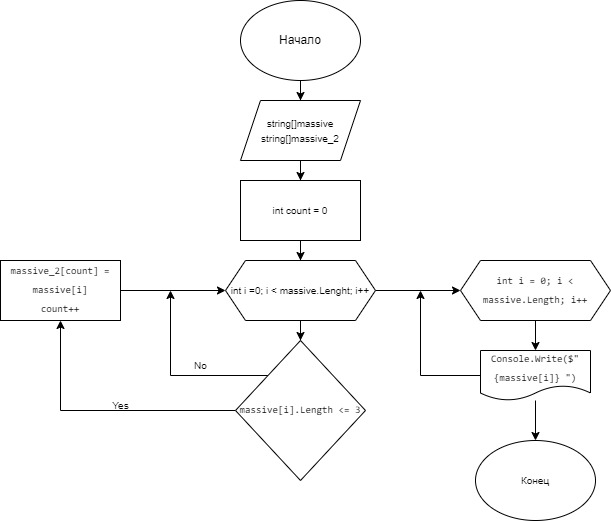 Начало
string[]massive
string[]massive_2
int count = 0
massive_2[count] =
massive[i]
count++
int i =0; i < massive.Lenght; i++
int i = 0; i <
massive.Length; i++
No
Console.Write($"
{massive[i]} ")
Yes
massive[i].Length <= 3
Конец